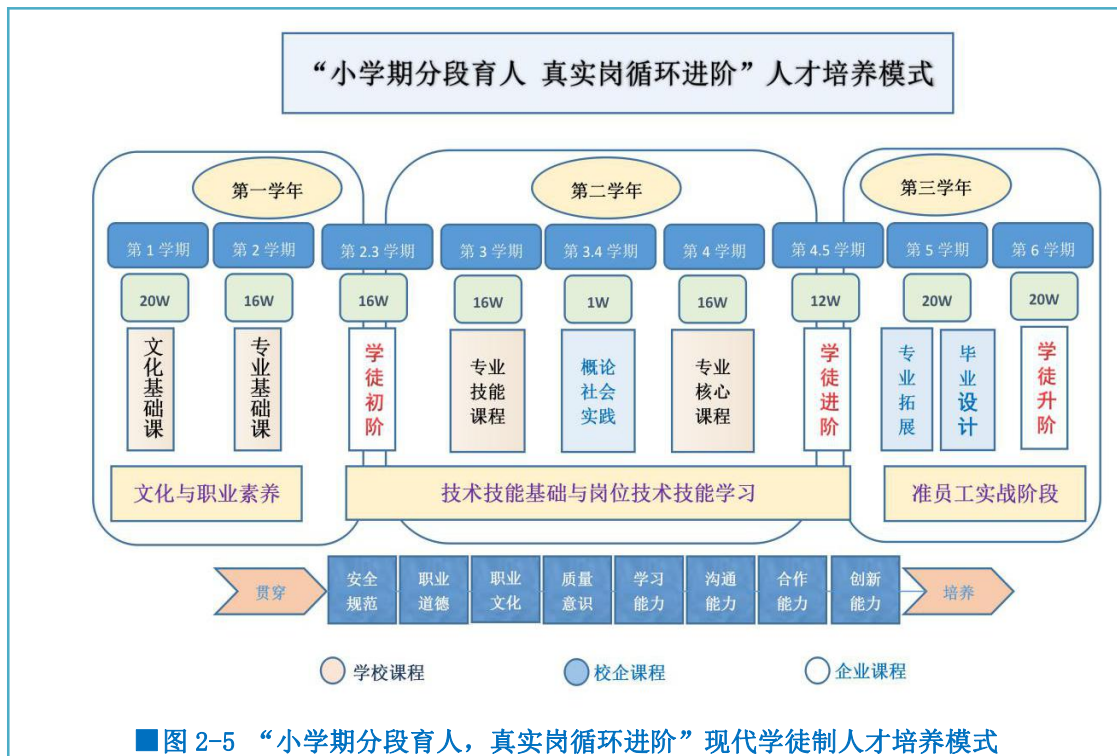 “小学期分段育人 真实岗循环进阶”人才培养模式
第一学年
第二学年
第三学年
第1学期
第2学期
第2.3学期
第3学期
3.4学期
第4学期
第4.5学期
第5学期
第6学期
20W
16W
16W
16W
1W
16W
12W
20W
20W
文化基础课
专业基础课
学徒初阶
专业
技能
课程
概论
社会
实践
专业
核心
课程
学徒进阶
专业拓展
毕业设计
学徒升阶
文化与职业素养
技术技能基础与岗位技术技能学习
准员工实战阶段
贯穿
安全
规范
职业
道德
职业
文化
质量
意识
学习
能力
沟通
能力
合作
能力
创新
能力
培养
学校课程
校企课程
企业课程
■图 2-5 “小学期分段育人，真实岗循环进阶”现代学徒制人才培养模式